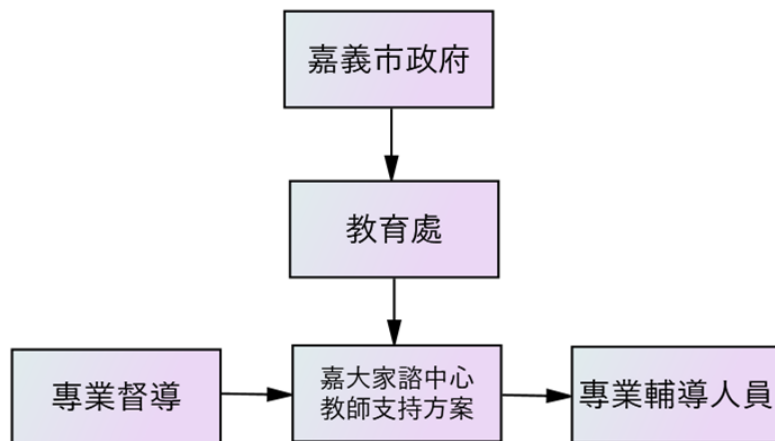 嘉義市政府
教育處
專業督導
嘉大家諮中心
教師支持方案
專業輔導人員